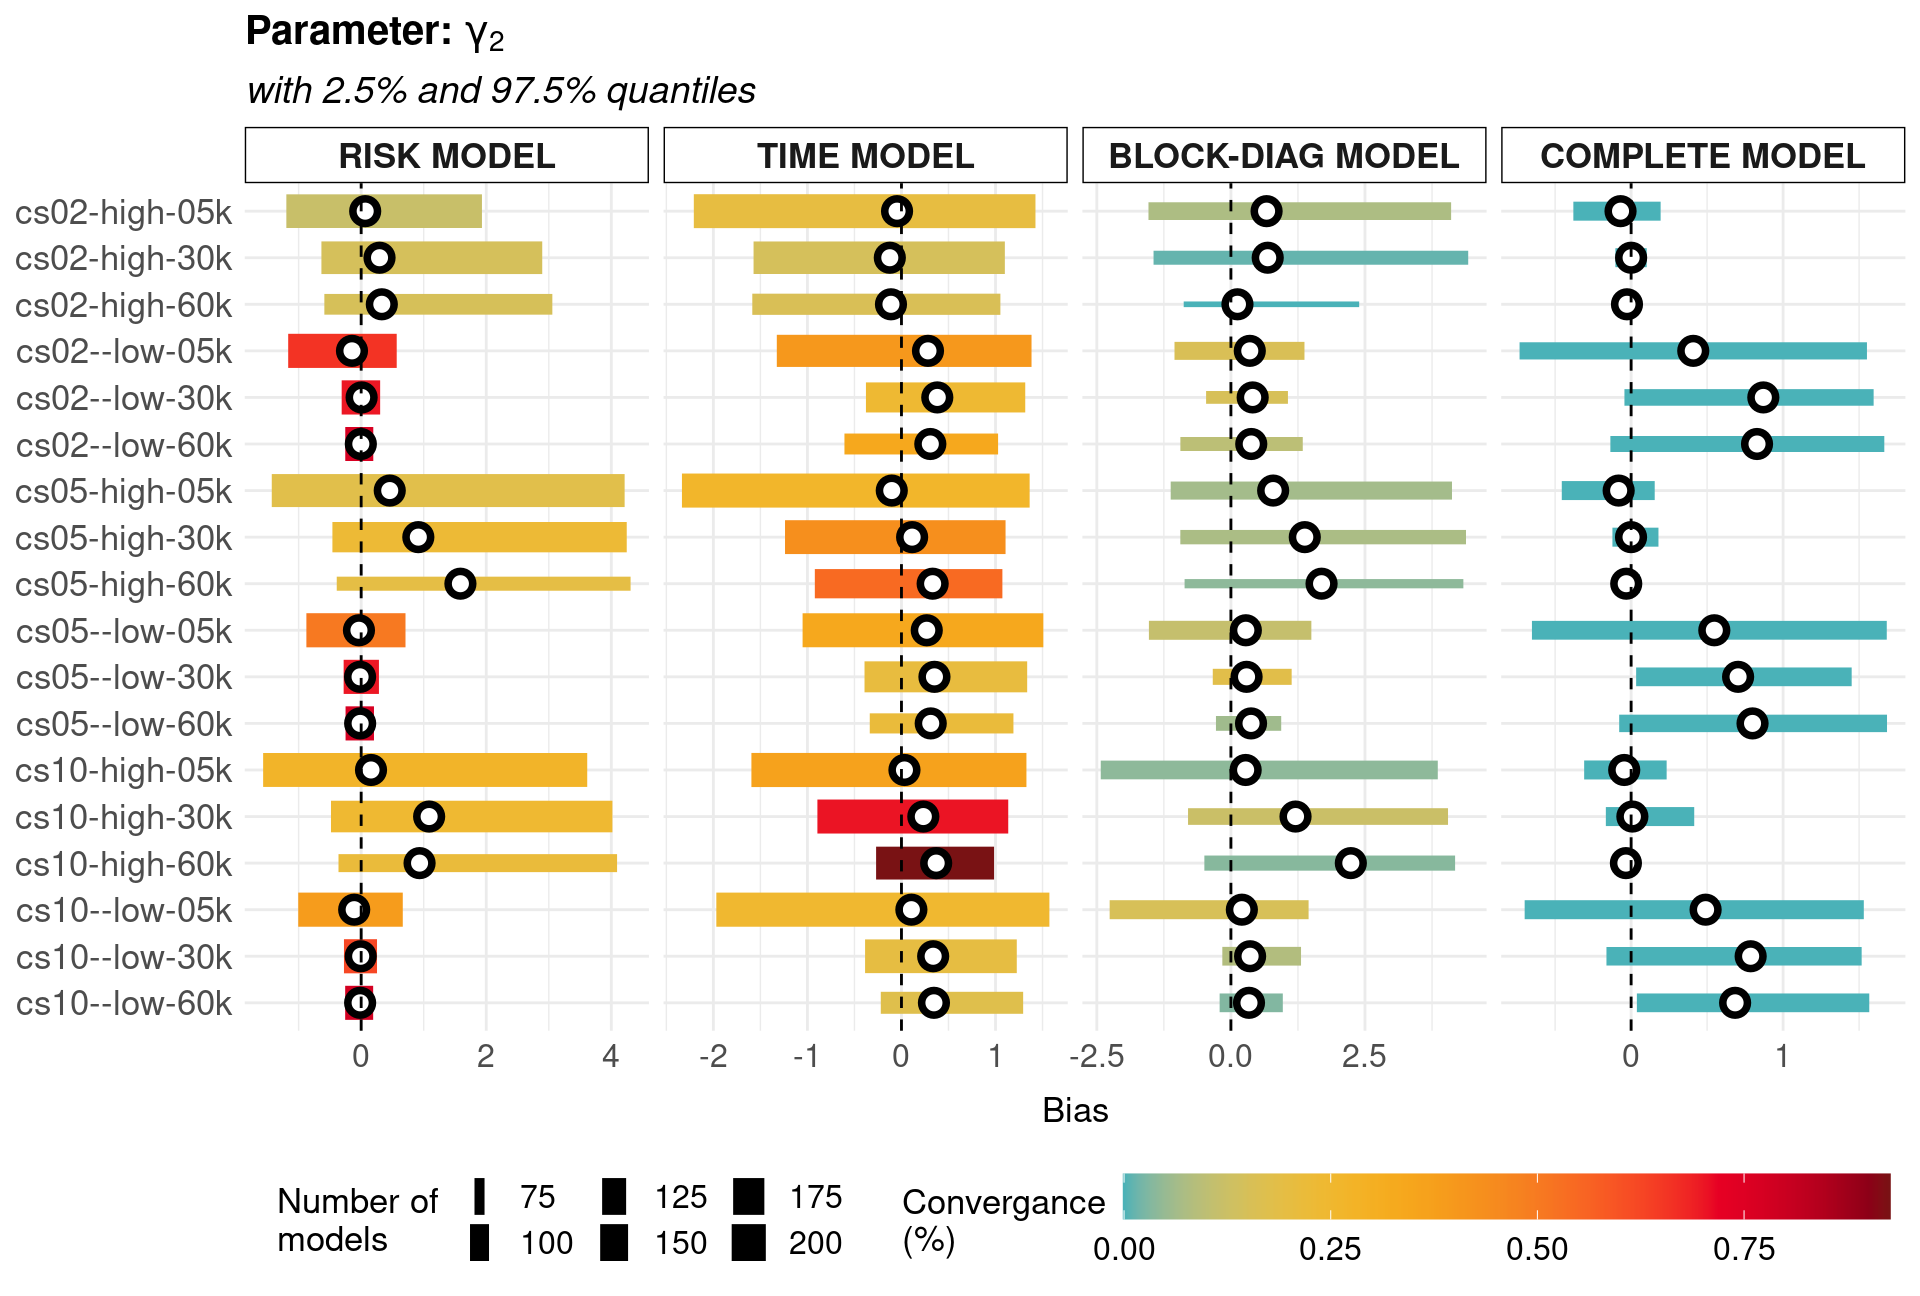 Parameter: γ₂
with 2.5% and 97.5% quantiles
RISK MODEL TIME MODEL BLOCK-DIAG MODEL COMPLETE MODEL
cs02-high-05k
cs02-high-30k
cs02-high-60k
cs02--low-05k
cs02--low-30k
cs02--low-60k
cs05-high-05k
cs05-high-30k
cs05-high-60k
cs05--low-05k
cs05--low-30k
cs05--low-60k
cs10-high-05k
cs10-high-30k
cs10-high-60k
cs10--low-05k
cs10--low-30k
cs10--low-60k
0 2 4 -2 -1 0 1 -2.5 0.0 2.5 0 1
Bias
Number of models
75 125 175
100 150 200
Convergance (%)
0.00 0.25 0.50 0.75